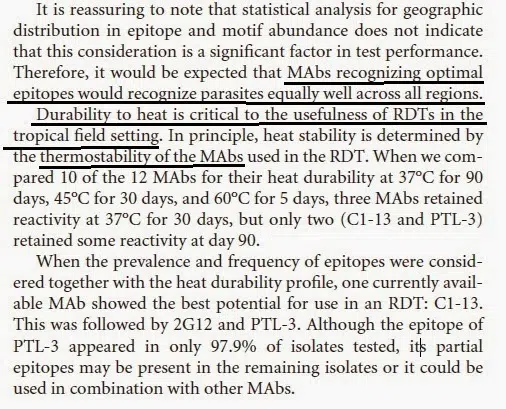 It is reassuring to note that statistical analysis for geographic
distribution in epitope and motif abundance does not indicate
that this consideration is a significant factor in test performance.
Therefore, it would be expected that MAbs recognizing optimal
epitopes would recognize parasites equally well across all regions.
Durability to heat is critical to the usefulness of RDTs in the
tropical field setting. In principle, heat stability is determined by
the thermostability of the MAbs used in the RDT. When we com-
pared 10 of the 12 MAbs for their heat durability at 37°C for 90
days, 45°C for 30 days, and 60°C for 5 days, three MAbs retained
reactivity at 37°C for 30 days, but only two (C1-13 and PTL-3)
retained some reactivity at day 90.
When the prevalence and frequency of epitopes were consid-
ered together with the heat durability profile, one currently avail-
able MAb showed the best potential for use in an RDT: C1-13.
This was followed by 2G12 and PTL-3. Although the epitope of
PTL-3 appeared in only 97.9% of isolates tested, its partial
epitopes may be present in the remaining isolates or it could be
used in combination with other MAbs.